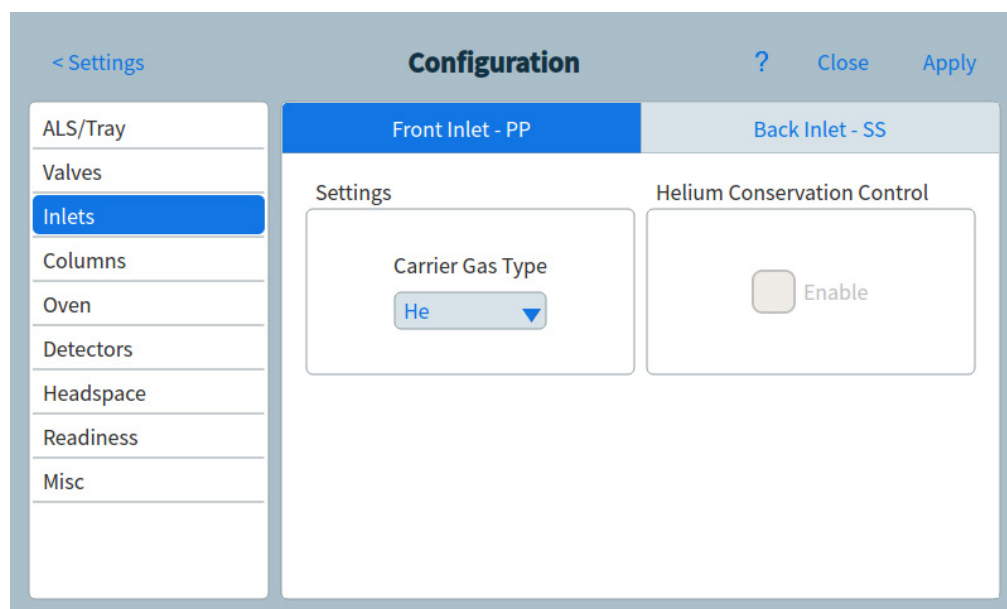 < Settings
Configuration
? Close Apply
ALS/Tray
Valves
Inlets
Columns
Oven
Detectors
Headspace
Readiness
Misc
Front Inlet - PP
Back Inlet - SS
Settings
Carrier Gas Type
He
Helium Conservation Control
Enable